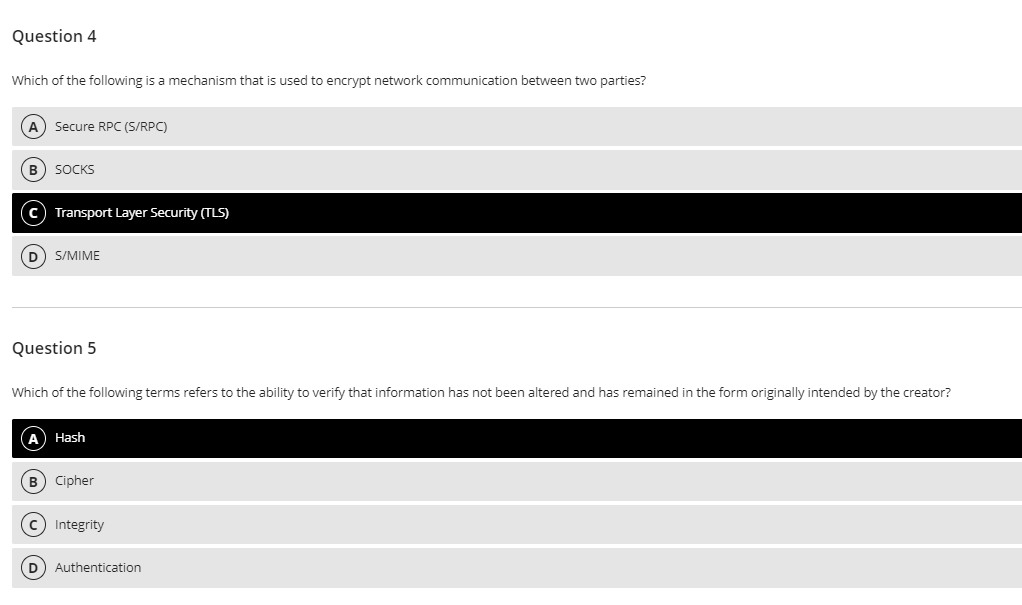 Question 4
Which of the following is a mechanism that is used to encrypt network communication between two parties?
A Secure RPC (S/RPC)
B SOCKS
C Transport Layer Security (TLS)
D S/MIME
Question 5
Which of the following terms refers to the ability to verify that information has not been altered and has remained in the form originally intended by the creator?
A Hash
B Cipher
C Integrity
D Authentication